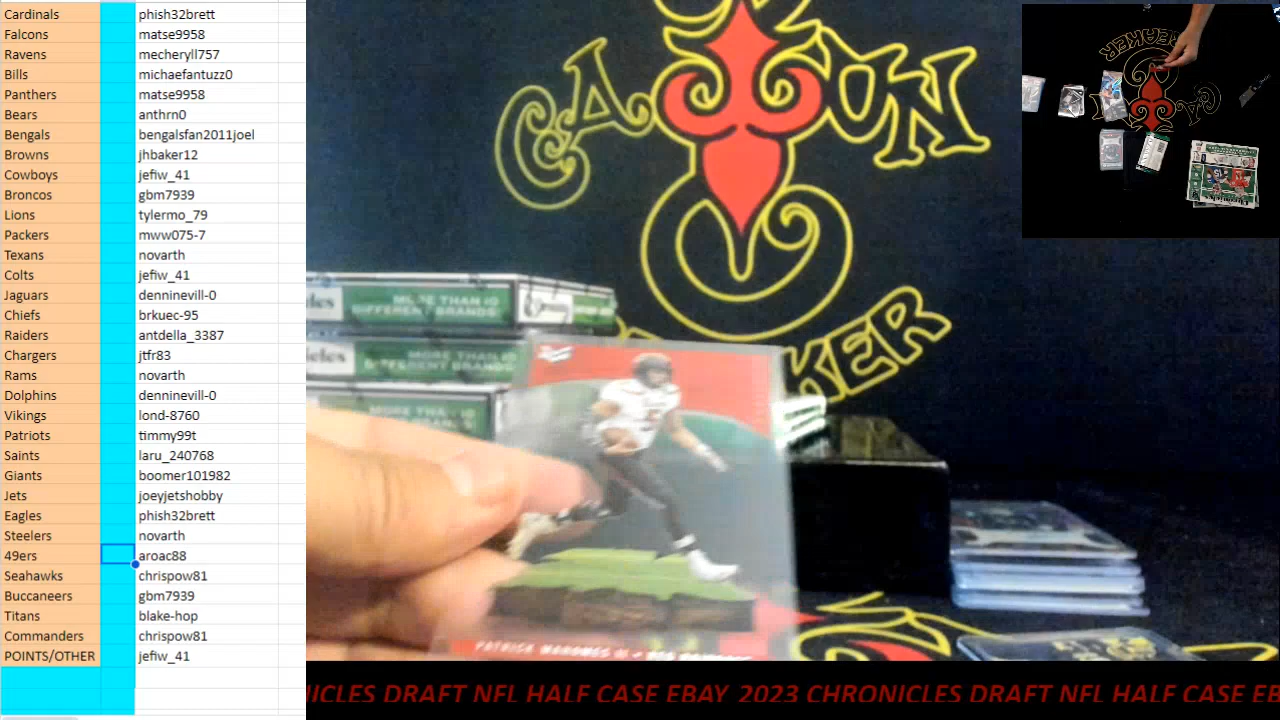 Cardinals phish32brett
Falcons matse9958
Ravens mecheryll757
Bills michaefantuzz0
Panthers matse9958
Bears anthrn0
Bengals bengalsfan2011joel
Browns jhbaker12
Cowboys jefiw_41
Broncos gbm7939
Lions tylermo_79
Packers mww075-7
Texans novarth
Colts jefiw_41
Jaguars denninevill-0
Chiefs brkuec-95
Raiders antdella_3387
Chargers jtfr83
Rams novarth
Dolphins denninevill-0
Vikings lond-8760
Patriots timmy99t
Saints laru_240768
Giants boomer101982
Jets joeyjetshobby
Eagles phish32brett
Steelers novarth
49ers aroac88
Seahawks chrispow81
Buccaneers gbm7939
Titans blake-hop
Commanders chrispow81
POINTS/OTHER jefiw_41
CAJUN
MORE THAN 10
DIFFERENT BRANDS!
MORE THAN 10
DIFFERENT BRANDS!
PATRICK MAHOMES II
NICLES DRAFT NFL HALF CASE EBAY 2023 CHRONICLES DRAFT NFL HALF CASE EB